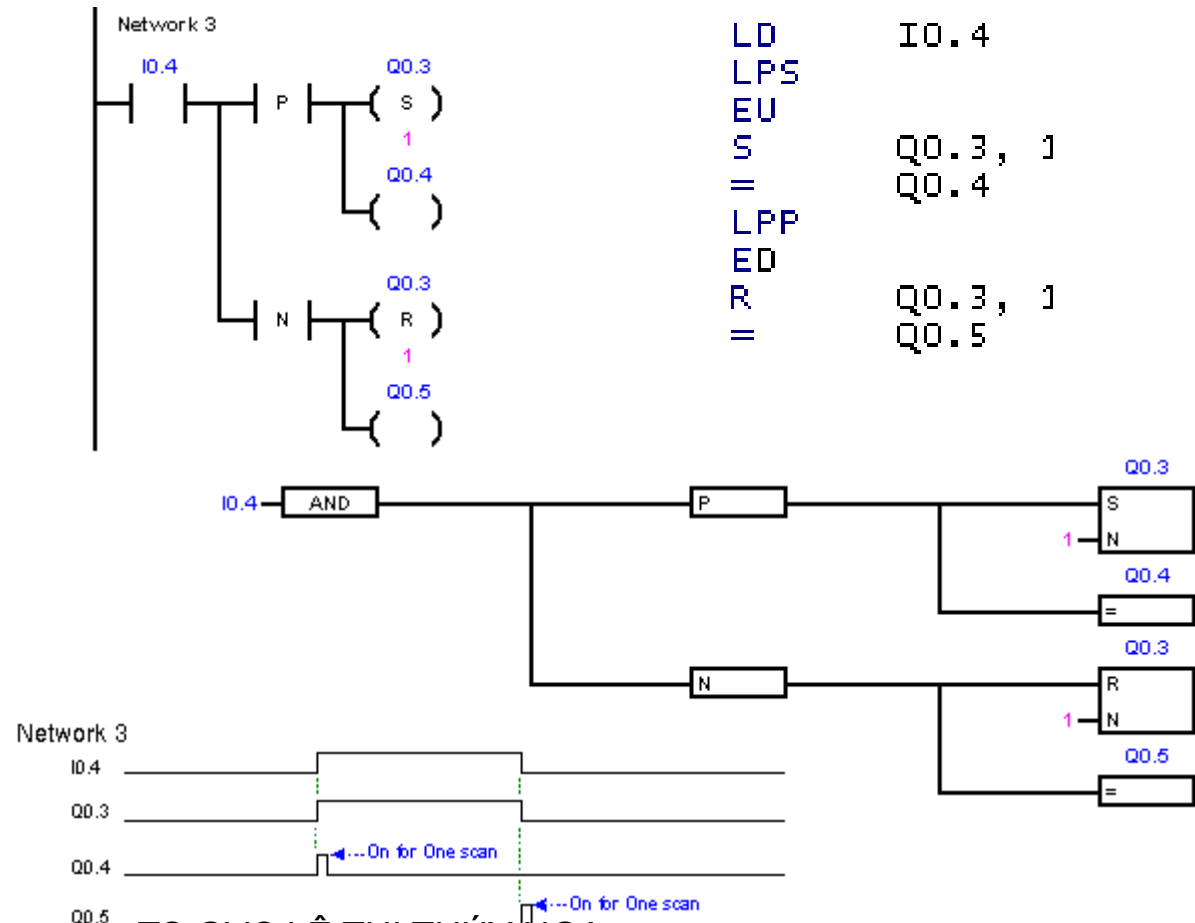 Network 3
I0.4
P
Q0.3
S
1
Q0.4
N
Q0.3
R
1
Q0.5
LD I0.4
LPS
EU
S Q0.3, 1
= Q0.4
LPP
ED
R Q0.3, 1
= Q0.5
I0.4 AND
P
Q0.3
S
1 N
Q0.4
=
N
Q0.3
R
1 N
Q0.5
=
Network 3
I0.4
Q0.3
Q0.4 On for One scan
Q0.5 On for One scan